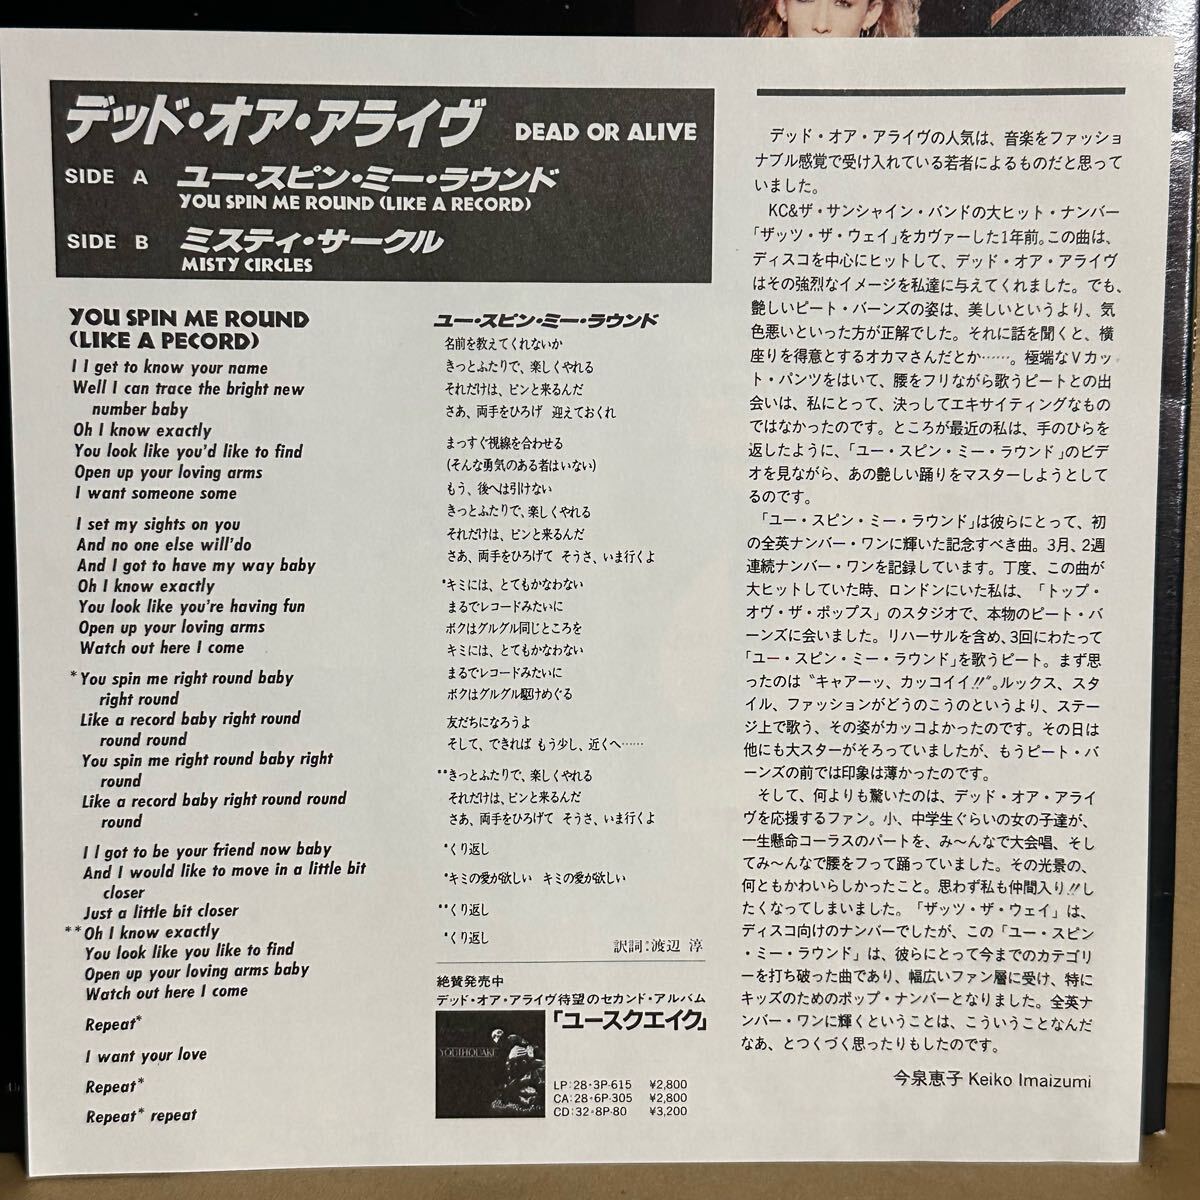 デッド・オア・アライヴ DEAD OR ALIVE
SIDE A ユー・スピン・ミー・ラウンド
YOU SPIN ME ROUND (LIKE A RECORD)
SIDE B ミスティ・サークル
MISTY CIRCLES
YOU SPIN ME ROUND
(LIKE A PECORD)
I I get to know your name
Well I can trace the bright new
number baby
Oh I know exactly
You look like you'd like to find
Open up your loving arms
I want someone some
I set my sights on you
And no one else will'do
And I got to have my way baby
Oh I know exactly
You look like you're having fun
Open up your loving arms
Watch out here I come
*You spin me right round baby
right round
Like a record baby right round
round round
You spin me right round baby right
round
Like a record baby right round round
round
I I got to be your friend now baby
And I would like to move in a little bit
closer
Just a little bit closer
**Oh I know exactly
You look like you like to find
Open up your loving arms baby
Watch out here I come
Repeat*
I want your love
Repeat*
Repeat* repeat
ユー・スピン・ミー・ラウンド
名前を教えてくれないか
きっとふたりで、楽しくやれる
それだけは、ピンと来るんだ
さあ、両手をひろげ 迎えておくれ
まっすぐ視線を合わせる
(そんな勇気のある者はいない)
もう、後へは引けない
きっとふたりで、楽しくやれる
それだけは、ピンと来るんだ
さあ、両手をひろげて そうさ、いま行くよ
*キミには、とてもかなわない
まるでレコードみたいに
ボクはグルグル同じところを
キミには、とてもかなわない
まるでレコードみたいに
ボクはグルグル駆けめぐる
友だちになろうよ
そして、できれば もう少し、近くへ……
**きっとふたりで、楽しくやれる
それだけは、ピンと来るんだ
さあ、両手をひろげて そうさ、いま行くよ
*くり返し
*キミの愛が欲しい キミの愛が欲しい
**くり返し
*くり返し
訳詞：渡辺 淳
絶賛発売中
デッド・オア・アライヴ待望のセカンド・アルバム
「ユースクエイク」
YOUTHQUAKE
LP：28・3P-615 ¥2,800
CA：28・6P・305 ¥2,800
CD：32・8P-80 ¥3,200
デッド・オア・アライヴの人気は、音楽をファッショ
ナブル感覚で受け入れている若者によるものだと思って
いました。
KC&ザ・サンシャイン・バンドの大ヒット・ナンバー
「ザッツ・ザ・ウェイ」をカヴァーした1年前。この曲は、
ディスコを中心にヒットして、デッド・オア・アライヴ
はその強烈なイメージを私達に与えてくれました。でも、
艶しいピート・バーンズの姿は、美しいというより、気
色悪いといった方が正解でした。それに話を聞くと、横
座りを得意とするオカマさんだとか……。極端なVカッ
ト・パンツをはいて、腰をフリながら歌うピートとの出
会いは、私にとって、決っしてエキサイティングなもの
ではなかったのです。ところが最近の私は、手のひらを
返したように、「ユー・スピン・ミー・ラウンド」のビデ
オを見ながら、あの艶しい踊りをマスターしようとして
るのです。
「ユー・スピン・ミー・ラウンド」は彼らにとって、初
の全英ナンバー・ワンに輝いた記念すべき曲。3月、2週
連続ナンバー・ワンを記録しています。丁度、この曲が
大ヒットしていた時、ロンドンにいた私は、「トップ・
オヴ・ザ・ポップス」のスタジオで、本物のピート・バ
ーンズに会いました。リハーサルを含め、3回にわたって
「ユー・スピン・ミー・ラウンド」を歌うピート。まず思
ったのは〝キャアーッ、カッコイイ!!〟。ルックス、スタ
イル、ファッションがどうのこうのというより、ステー
ジ上で歌う、その姿がカッコよかったのです。その日は
他にも大スターがそろっていましたが、もうピート・バ
ーンズの前では印象は薄かったのです。
そして、何よりも驚いたのは、デッド・オア・アライ
ヴを応援するファン。小、中学生ぐらいの女の子達が、
一生懸命コーラスのパートを、み～んなで大会唱、そ
してみ～んなで腰をフって踊っていました。その光景の、
何ともかわいらしかったこと。思わず私も仲間入り!!し
たくなってしまいました。「ザッツ・ザ・ウェイ」は、
ディスコ向けのナンバーでしたが、この「ユー・スピン
・ミー・ラウンド」は、彼らにとって今までのカテゴリ
ーを打ち破った曲であり、幅広いファン層に受け、特に
キッズのためのポップ・ナンバーとなりました。全英ナ
ンバー・ワンに輝くということは、こういうことなんだ
なあ、とつくづく思ったりもしたのです。
今泉恵子 Keiko Imaizumi